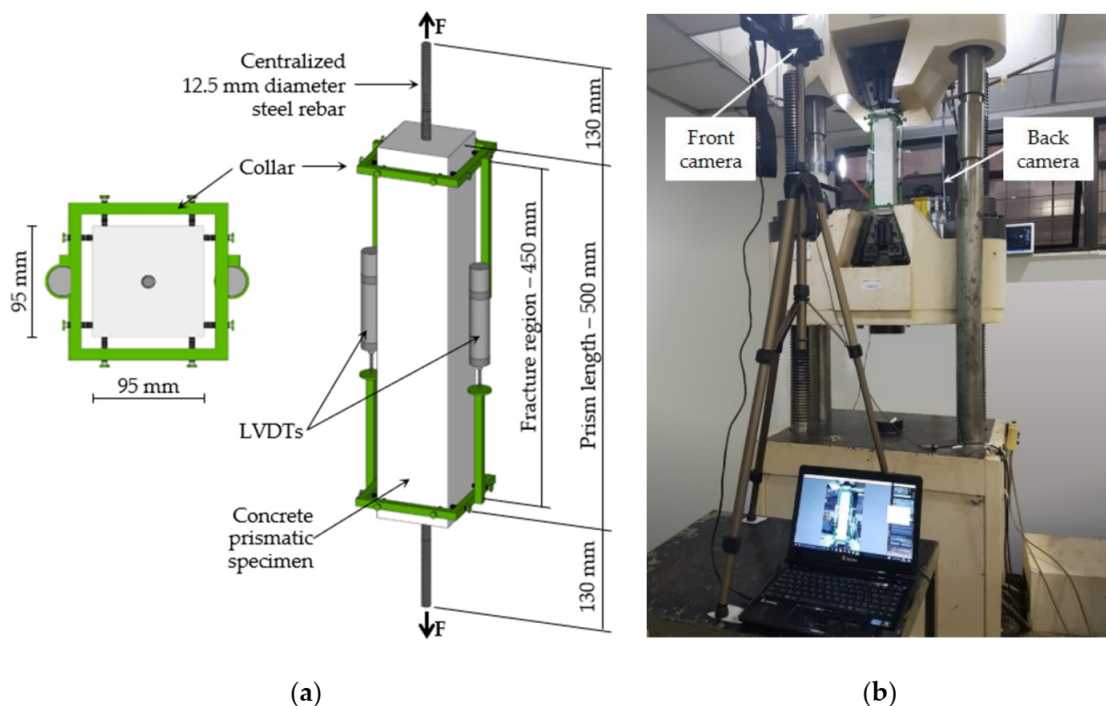 F
Centralized
12.5 mm diameter
steel rebar
Collar
95 mm
95 mm
LVDTs
Concrete
prismatic
specimen
F
130 mm
Fracture region – 450 mm
Prism length – 500 mm
130 mm
(a)
Front
camera
Back
camera
(b)